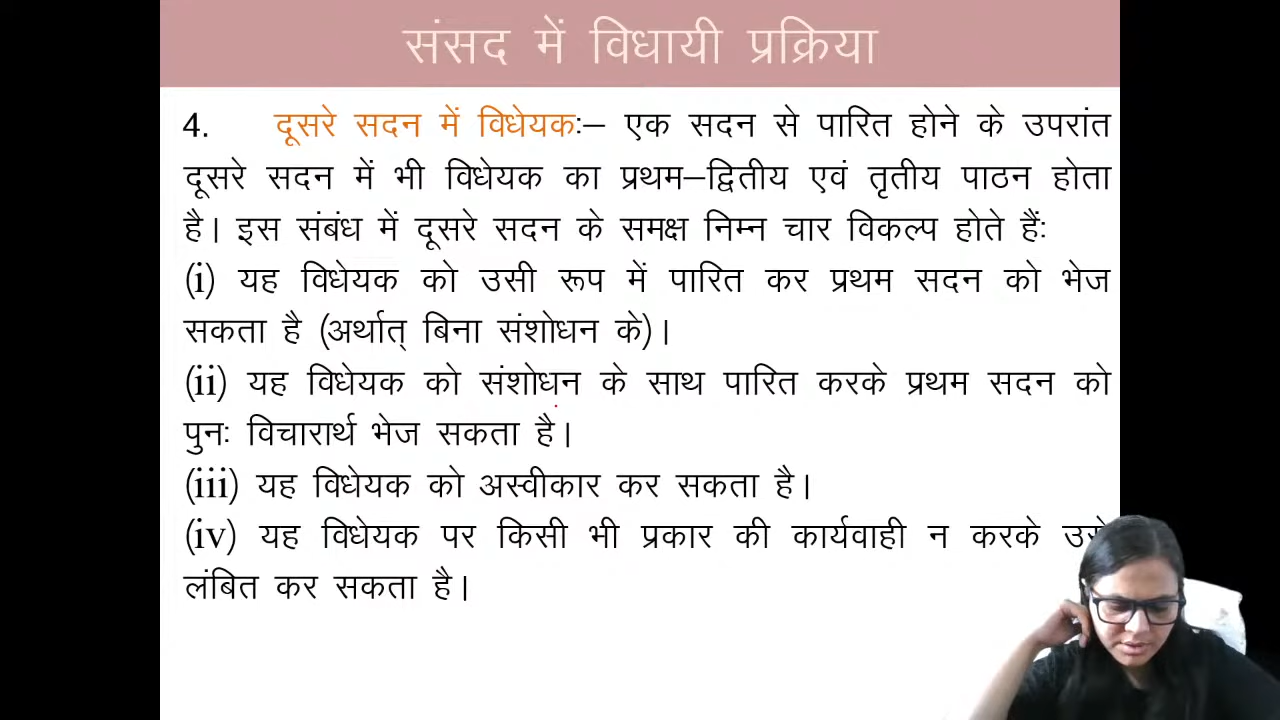 संसद में विधायी प्रक्रिया
4. दूसरे सदन में विधेयकः– एक सदन से पारित होने के उपरांत
दूसरे सदन में भी विधेयक का प्रथम–द्वितीय एवं तृतीय पाठन होता
है। इस संबंध में दूसरे सदन के समक्ष निम्न चार विकल्प होते हैंः
(i) यह विधेयक को उसी रूप में पारित कर प्रथम सदन को भेज
सकता है (अर्थात् बिना संशोधन के)।
(ii) यह विधेयक को संशोधन के साथ पारित करके प्रथम सदन को
पुनः विचारार्थ भेज सकता है।
(iii) यह विधेयक को अस्वीकार कर सकता है।
(iv) यह विधेयक पर किसी भी प्रकार की कार्यवाही न करके
लंबित कर सकता है।